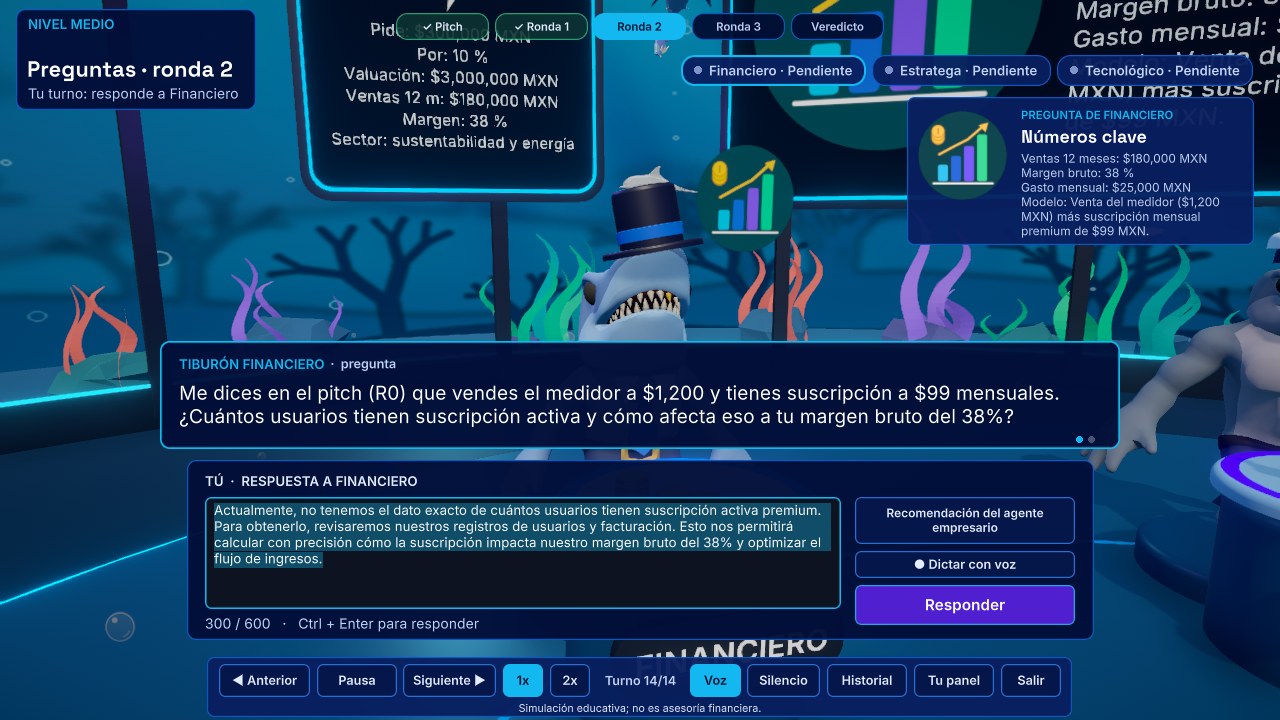 NIVEL MEDIO
Preguntas · ronda 2
Tu turno: responde a Financiero
✓ Pitch
✓ Ronda 1
Ronda 2
Ronda 3
Veredicto
Pide: $300,000 MXN
Por: 10 %
Valuación: $3,000,000 MXN
Ventas 12 m: $180,000 MXN
Margen: 38 %
Sector: sustentabilidad y energía
Margen bruto:
Gasto mensual:
Financiero · Pendiente
Estratega · Pendiente
Tecnológico · Pendiente
PREGUNTA DE FINANCIERO
Números clave
Ventas 12 meses: $180,000 MXN
Margen bruto: 38 %
Gasto mensual: $25,000 MXN
Modelo: Venta del medidor ($1,200
MXN) más suscripción mensual
premium de $99 MXN.
TIBURÓN FINANCIERO · pregunta
Me dices en el pitch (R0) que vendes el medidor a $1,200 y tienes suscripción a $99 mensuales.
¿Cuántos usuarios tienen suscripción activa y cómo afecta eso a tu margen bruto del 38%?
TÚ · RESPUESTA A FINANCIERO
Actualmente, no tenemos el dato exacto de cuántos usuarios tienen suscripción activa premium.
Para obtenerlo, revisaremos nuestros registros de usuarios y facturación. Esto nos permitirá
calcular con precisión cómo la suscripción impacta nuestro margen bruto del 38% y optimizar el
flujo de ingresos.
Recomendación del agente
empresario
● Dictar con voz
Responder
300 / 600 · Ctrl + Enter para responder
FINANCIERO
◀ Anterior
Pausa
Siguiente ▶
1x
2x
Turno 14/14
Voz
Silencio
Historial
Tu panel
Salir
Simulación educativa; no es asesoría financiera.